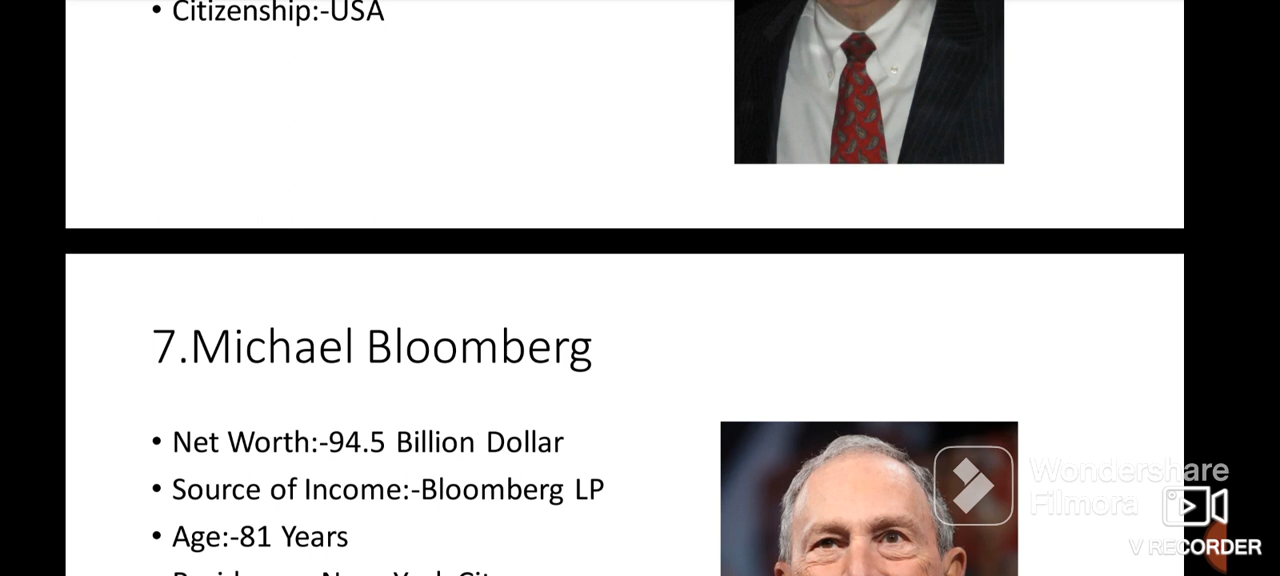 • Citizenship:-USA
7.Michael Bloomberg
• Net Worth:-94.5 Billion Dollar
• Source of Income:-Bloomberg LP
• Age:-81 Years
Wondershare
Filmora
V RECORDER